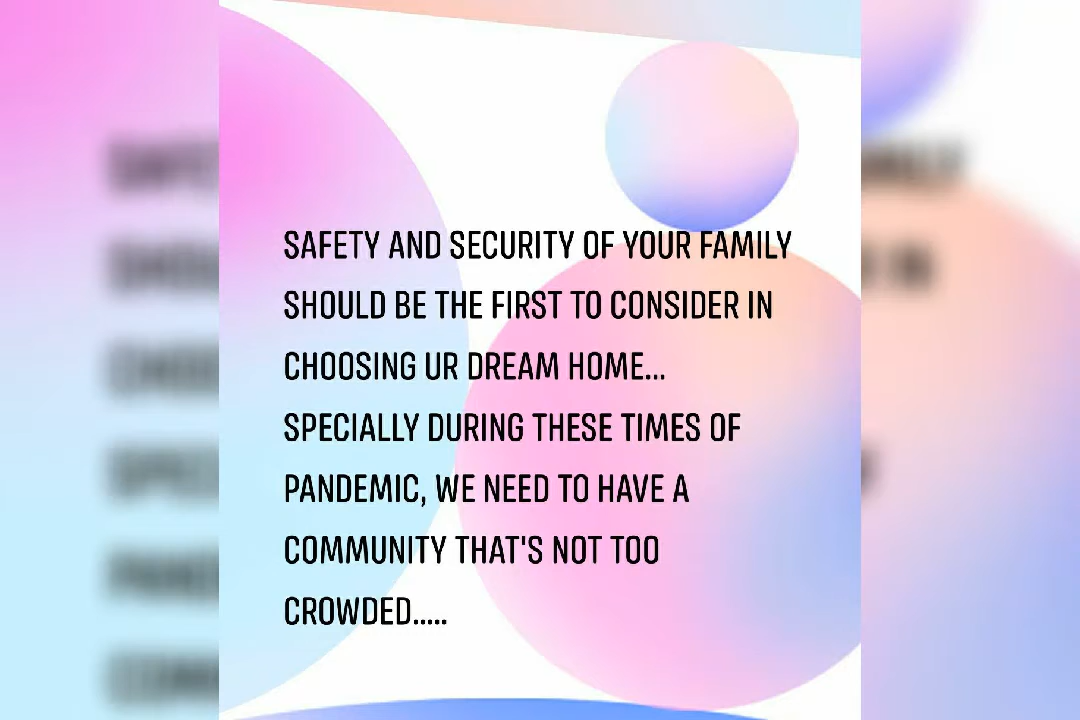 SAFETY AND SECURITY OF YOUR FAMILY
SHOULD BE THE FIRST TO CONSIDER IN
CHOOSING UR DREAM HOME...
SPECIALLY DURING THESE TIMES OF
PANDEMIC, WE NEED TO HAVE A
COMMUNITY THAT'S NOT TOO
CROWDED.....